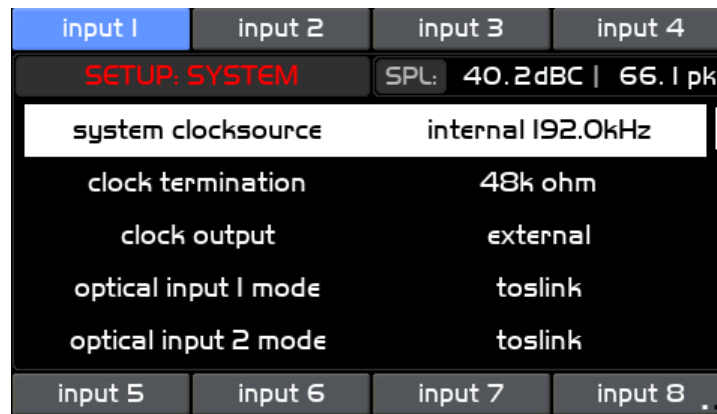 input 1 input 2 input 3 input 4
SETUP: SYSTEM SPL: 40.2dBC | 66.1 pk
system clocksource internal 192.0kHz
clock termination 48k ohm
clock output external
optical input 1 mode toslink
optical input 2 mode toslink
input 5 input 6 input 7 input 8